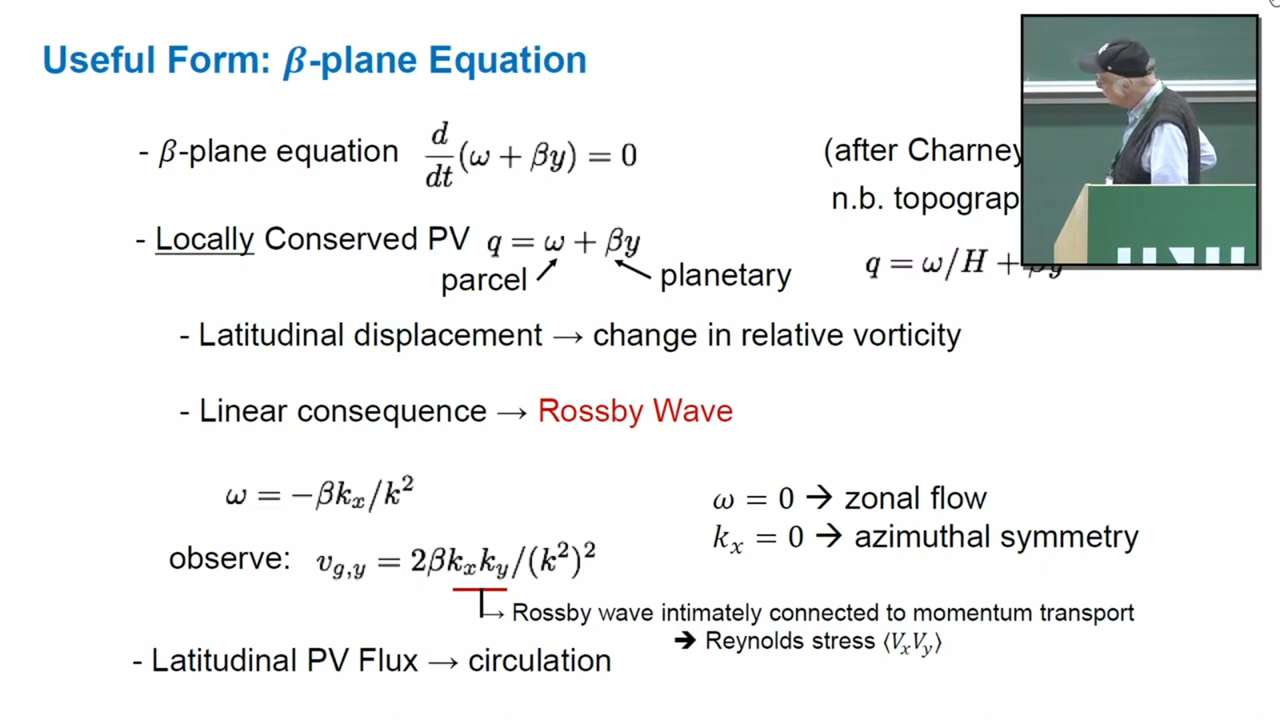 Useful Form: β-plane Equation
- β-plane equation d/dt (ω + βy) = 0
(after Charney
n.b. topograp
- Locally Conserved PV q = ω + βy
q = ω/H + βy
parcel
planetary
- Latitudinal displacement → change in relative vorticity
- Linear consequence → Rossby Wave
ω = −βk_x/k²
ω = 0 → zonal flow
k_x = 0 → azimuthal symmetry
observe: v_{g,y} = 2βk_xk_y/(k²)²
Rossby wave intimately connected to momentum transport
→ Reynolds stress ⟨V_xV_y⟩
- Latitudinal PV Flux → circulation